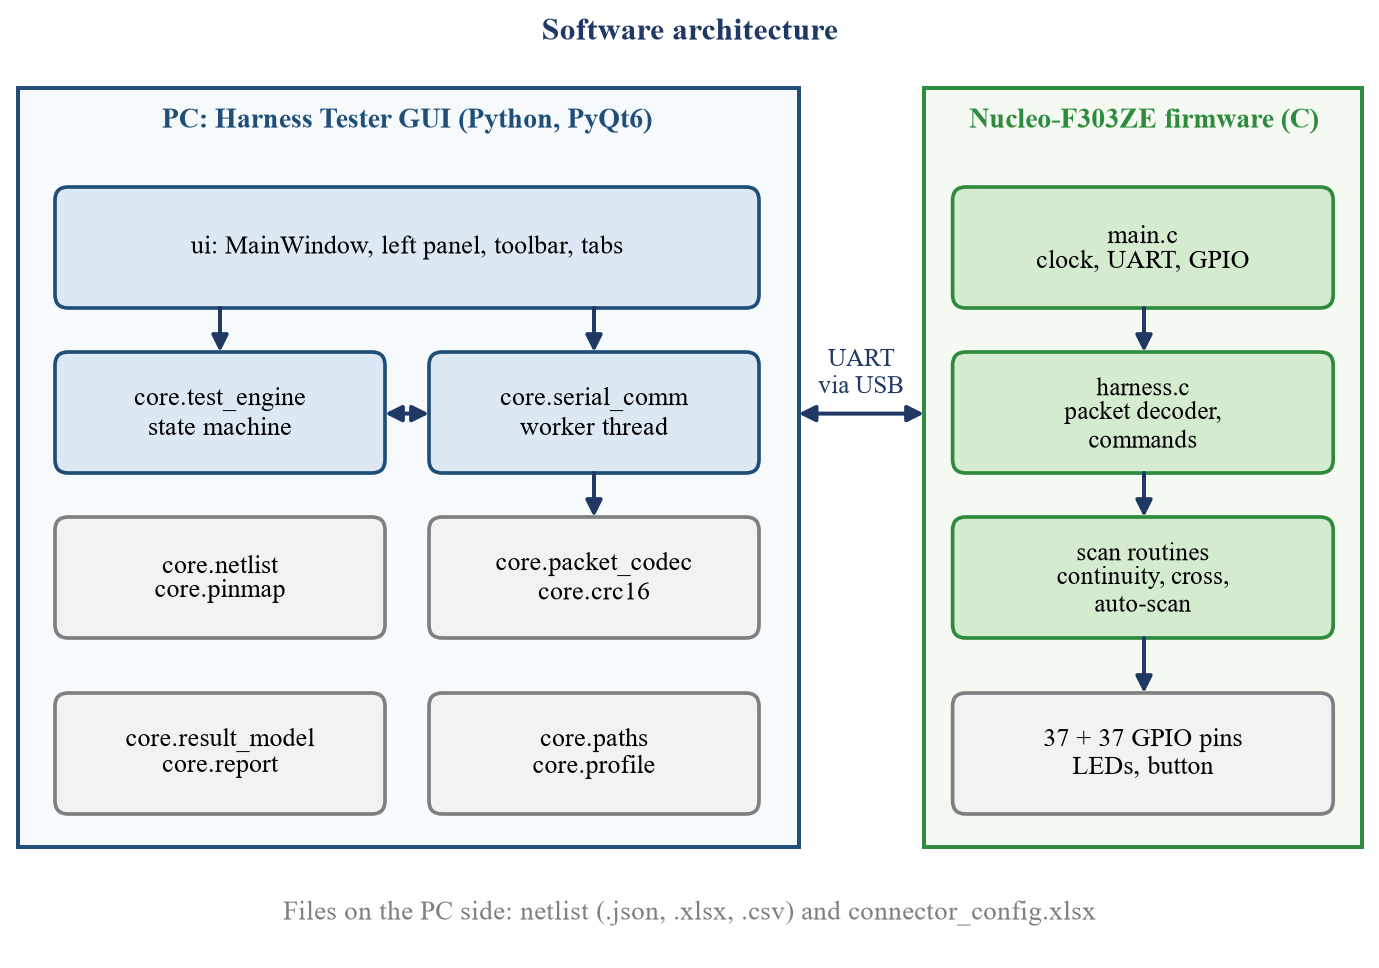 Software architecture
PC: Harness Tester GUI (Python, PyQt6)
ui: MainWindow, left panel, toolbar, tabs
core.test_engine
state machine
core.serial_comm
worker thread
core.netlist
core.pinmap
core.packet_codec
core.crc16
core.result_model
core.report
core.paths
core.profile
UART
via USB
Nucleo-F303ZE firmware (C)
main.c
clock, UART, GPIO
harness.c
packet decoder,
commands
scan routines
continuity, cross,
auto-scan
37 + 37 GPIO pins
LEDs, button
Files on the PC side: netlist (.json, .xlsx, .csv) and connector_config.xlsx